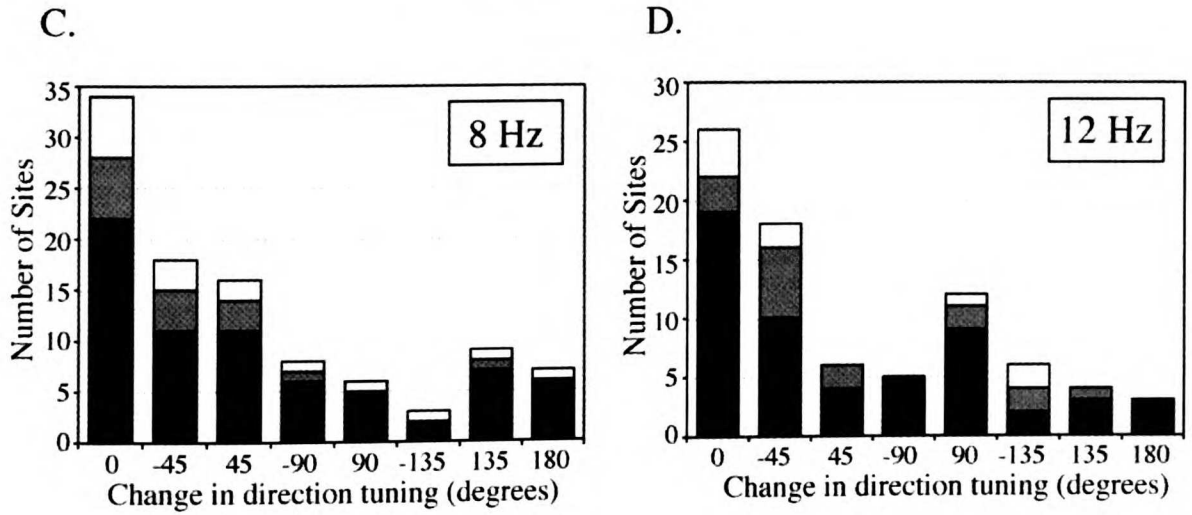 C.
Number of Sites
35
30
25
20
15
10
5
0
8 Hz
0 -45 45 -90 90 -135 135 180
Change in direction tuning (degrees)
D.
Number of Sites
30
25
20
15
10
5
0
12 Hz
0 -45 45 -90 90 -135 135 180
Change in direction tuning (degrees)